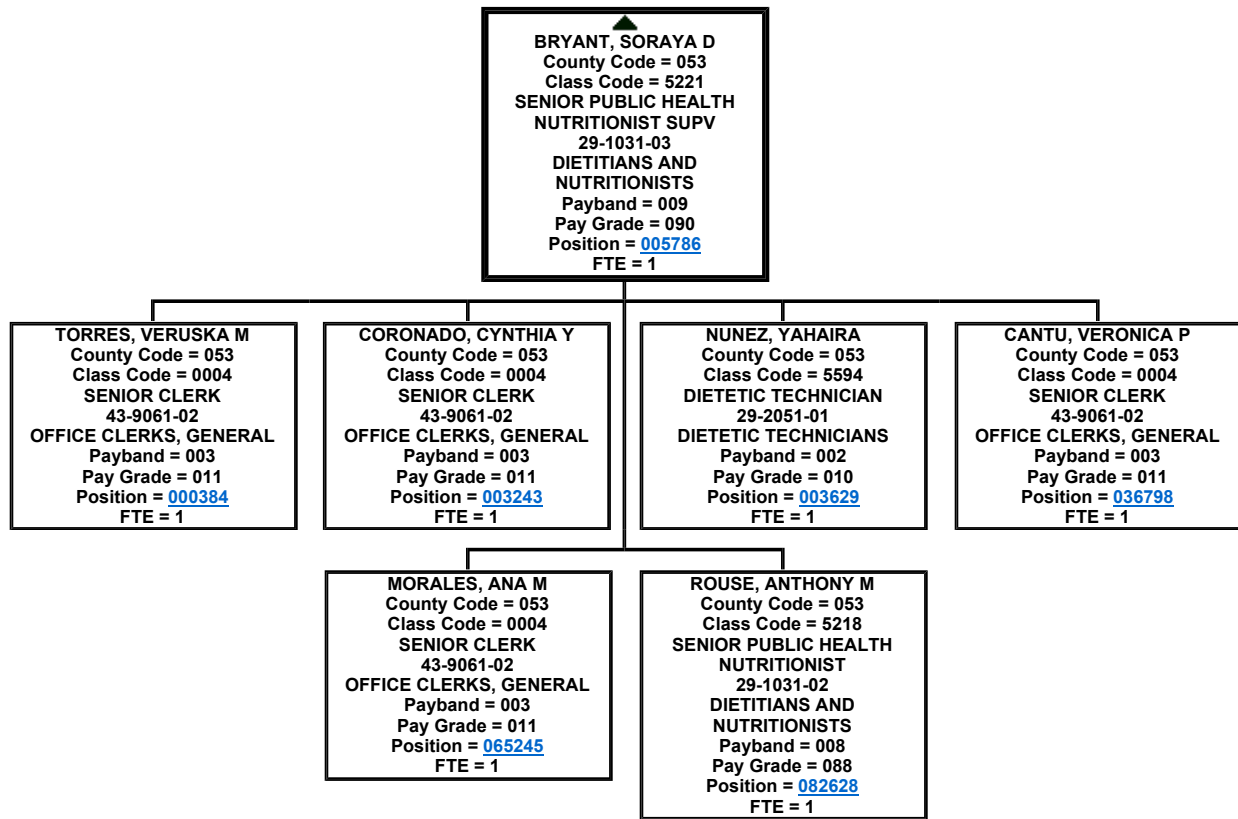 BRYANT, SORAYA D
County Code = 053
Class Code = 5221
SENIOR PUBLIC HEALTH
NUTRITIONIST SUPV
29-1031-03
DIETITIANS AND
NUTRITIONISTS
Payband = 009
Pay Grade = 090
Position = 005786
FTE = 1
TORRES, VERUSKA M
County Code = 053
Class Code = 0004
SENIOR CLERK
43-9061-02
OFFICE CLERKS, GENERAL
Payband = 003
Pay Grade = 011
Position = 000384
FTE = 1
CORONADO, CYNTHIA Y
County Code = 053
Class Code = 0004
SENIOR CLERK
43-9061-02
OFFICE CLERKS, GENERAL
Payband = 003
Pay Grade = 011
Position = 003243
FTE = 1
NUNEZ, YAHAIRA
County Code = 053
Class Code = 5594
DIETETIC TECHNICIAN
29-2051-01
DIETETIC TECHNICIANS
Payband = 002
Pay Grade = 010
Position = 003629
FTE = 1
CANTU, VERONICA P
County Code = 053
Class Code = 0004
SENIOR CLERK
43-9061-02
OFFICE CLERKS, GENERAL
Payband = 003
Pay Grade = 011
Position = 036798
FTE = 1
MORALES, ANA M
County Code = 053
Class Code = 0004
SENIOR CLERK
43-9061-02
OFFICE CLERKS, GENERAL
Payband = 003
Pay Grade = 011
Position = 065245
FTE = 1
ROUSE, ANTHONY M
County Code = 053
Class Code = 5218
SENIOR PUBLIC HEALTH
NUTRITIONIST
29-1031-02
DIETITIANS AND
NUTRITIONISTS
Payband = 008
Pay Grade = 088
Position = 082628
FTE = 1